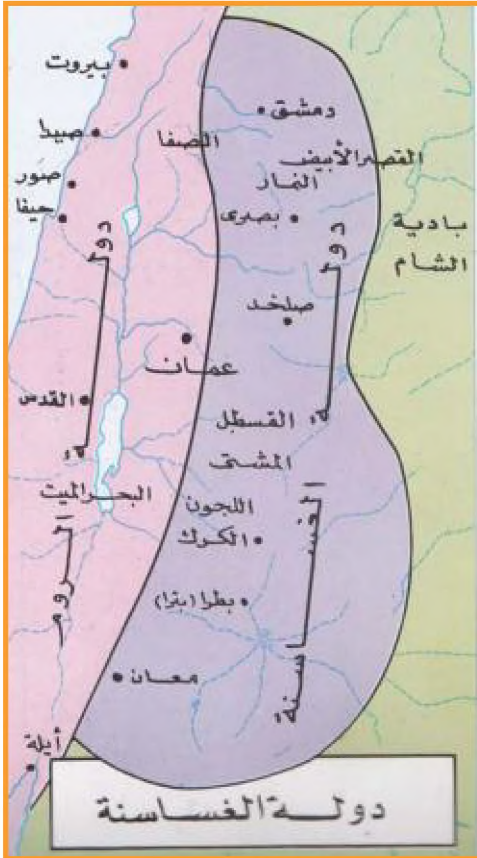 بيروت
دمشق
صيدا
الصفا
القصر الأبيض
صور
النمار
حيفا
بصرى
بادية
الشام
صلخد
عمان
القدس
القسطل
المشتى
البحر الميت
اللجون
الكرك
بطرا (بترا)
معان
أيلة
دولة الروم
دولة الغساسنة
دولة الغساسنة